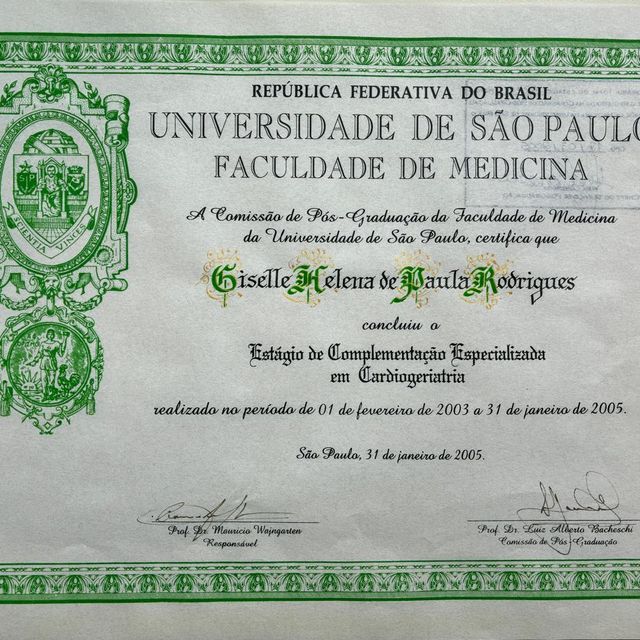 REPÚBLICA FEDERATIVA DO BRASIL
UNIVERSIDADE DE SÃO PAULO
FACULDADE DE MEDICINA
A Comissão de Pós-Graduação da Faculdade de Medicina
da Universidade de São Paulo, certifica que
Giselle Helena de Paula Rodrigues
concluiu o
Estágio de Complementação Especializada
em Cardiogeriatria
realizado no período de 01 de fevereiro de 2003 a 31 de janeiro de 2005.
São Paulo, 31 de janeiro de 2005.
Prof. Dr. Mauricio Wajngarten
Responsável
Prof. Dr. Luiz Alberto Bacheschi
Comissão de Pós-Graduação
SCIENTIA VINCES